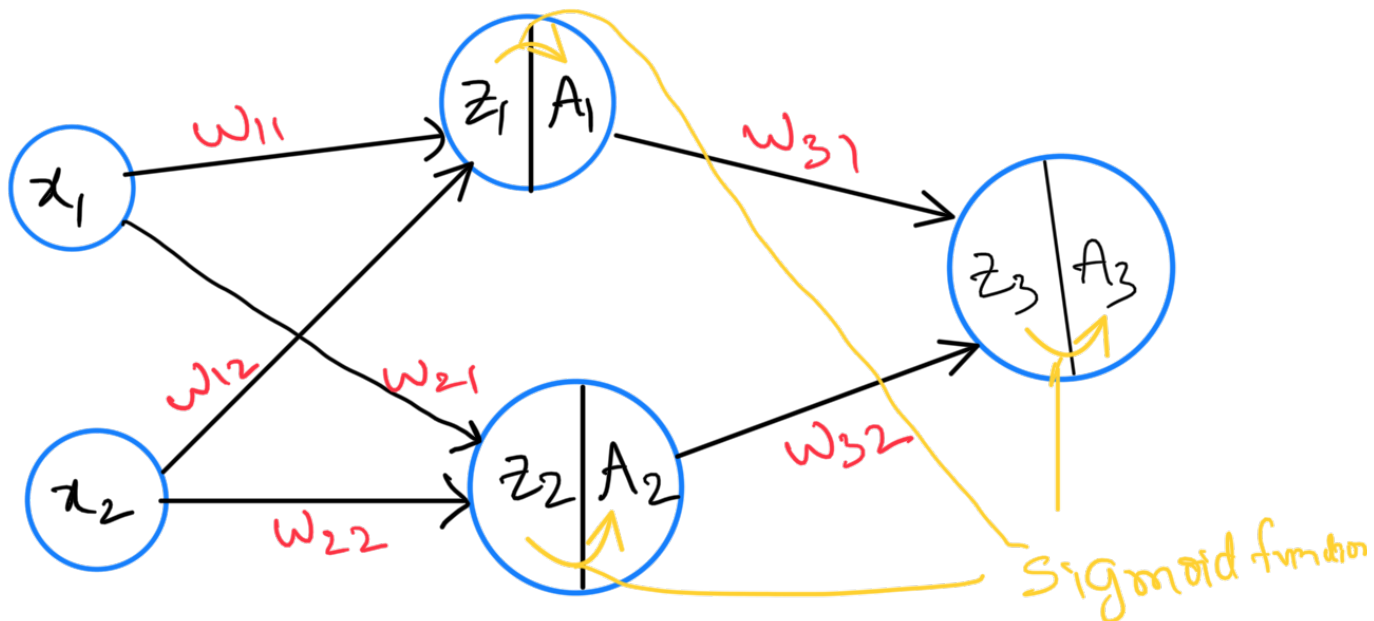 w11
x1
z1 A1
w31
z3 A3
w12
w21
x2
w22
z2 A2
w32
sigmoid function